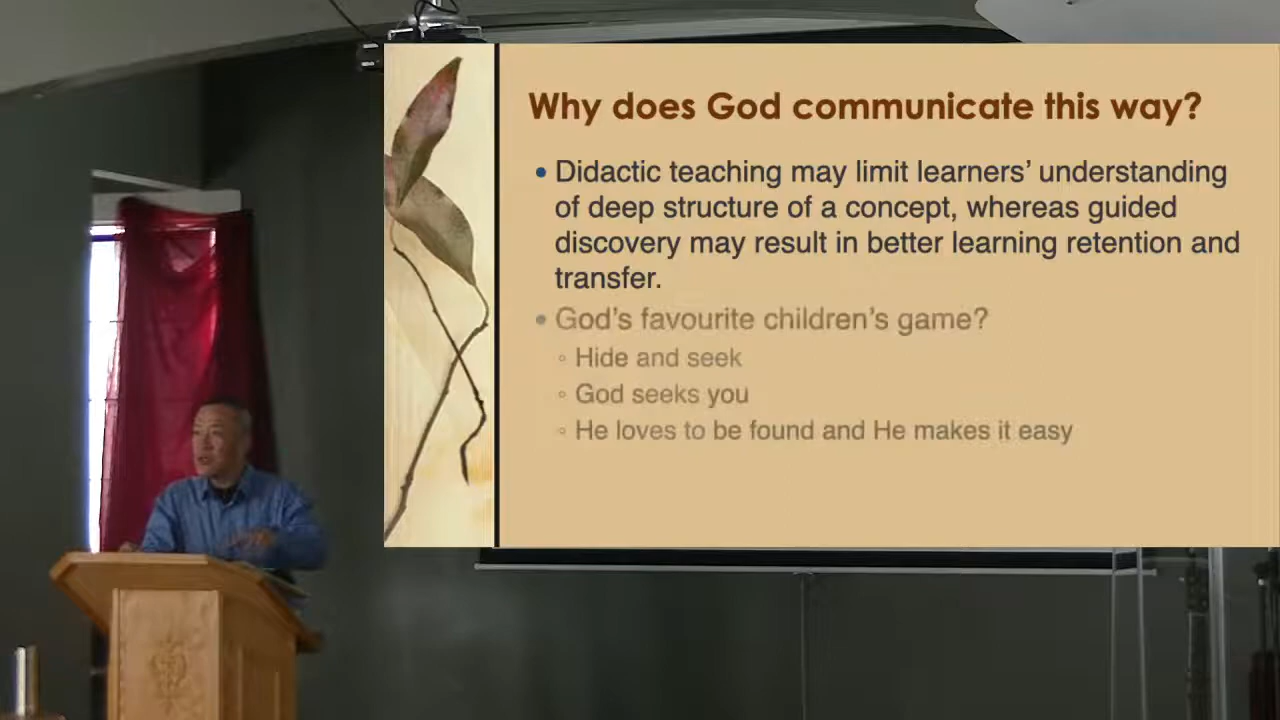 Why does God communicate this way?
• Didactic teaching may limit learners’ understanding
of deep structure of a concept, whereas guided
discovery may result in better learning retention and
transfer.
• God’s favourite children’s game?
◦ Hide and seek
◦ God seeks you
◦ He loves to be found and He makes it easy